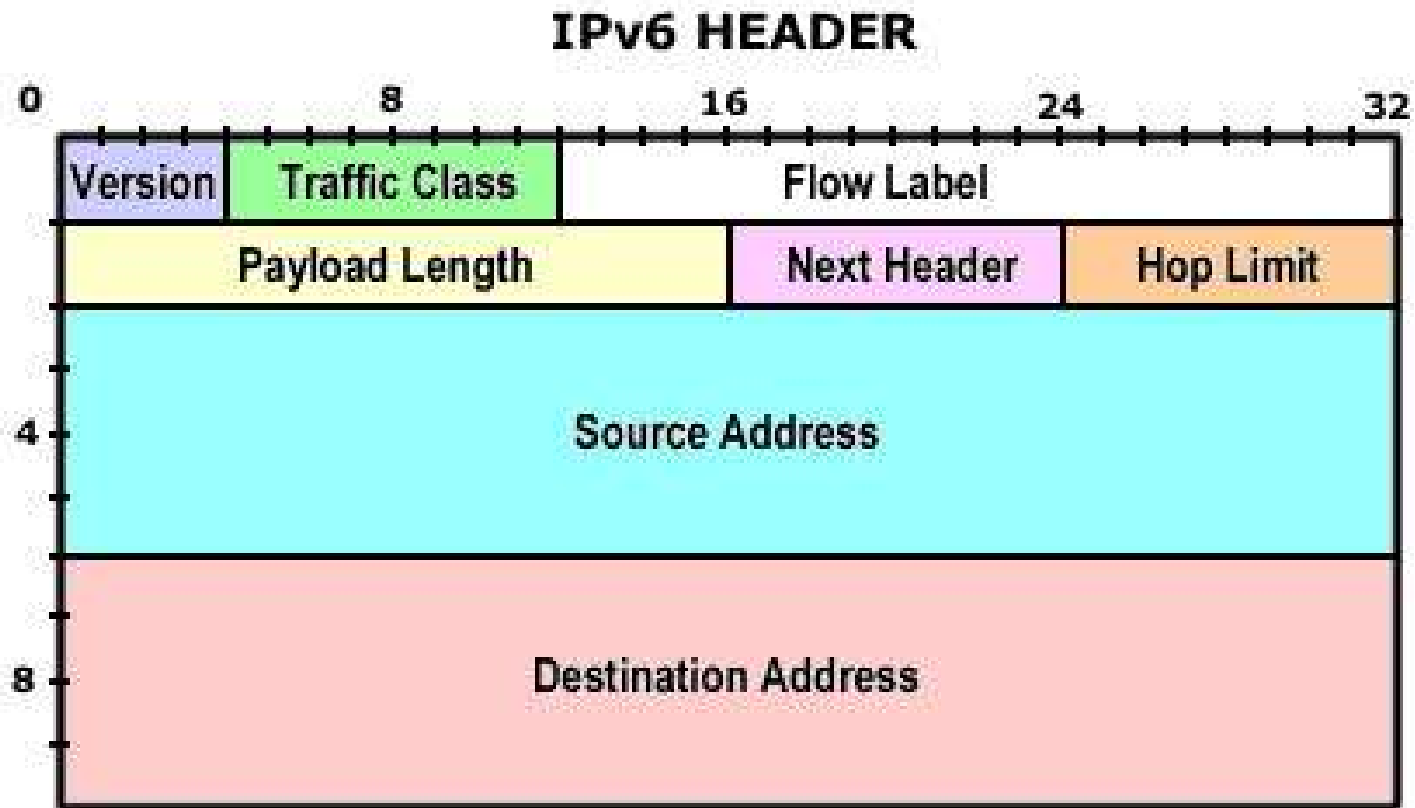 IPv6 HEADER
0 8 16 24 32
Version Traffic Class Flow Label
Payload Length Next Header Hop Limit
4 Source Address
8 Destination Address